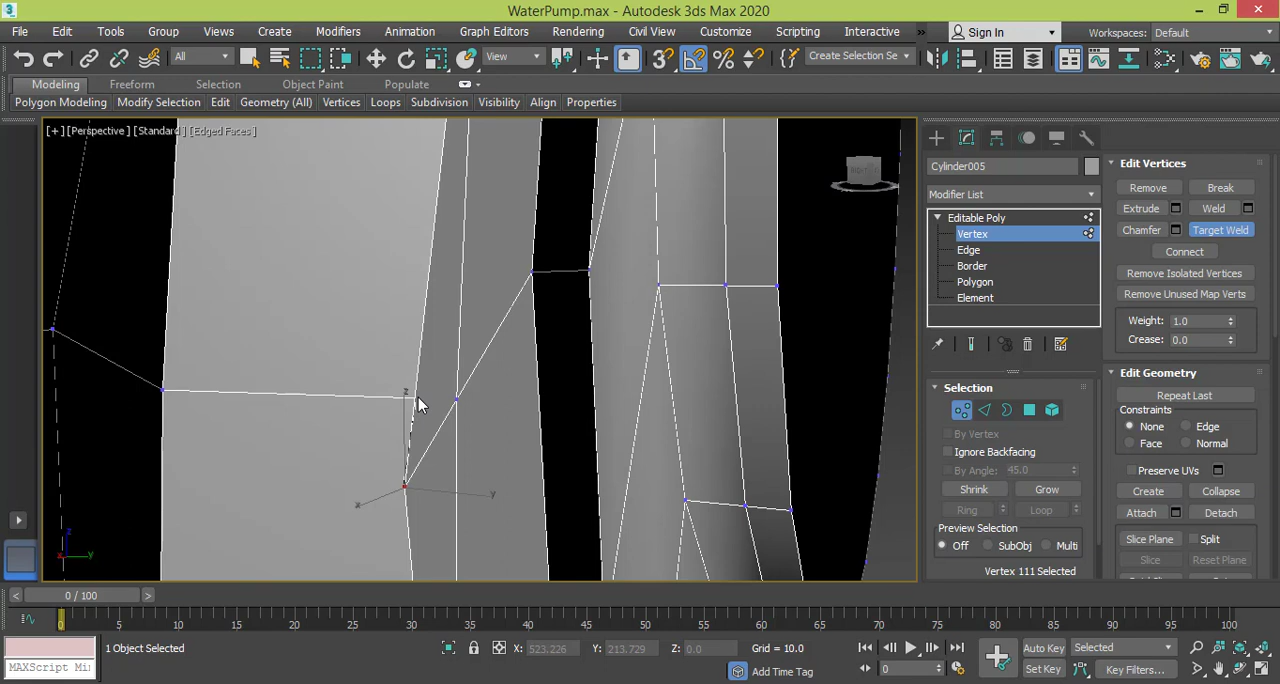 WaterPump.max - Autodesk 3ds Max 2020
File Edit Tools Group Views Create Modifiers Animation Graph Editors Rendering Civil View Customize Scripting Interactive Sign In Workspaces: Default
All View Create Selection Se
Modeling Freeform Selection Object Paint Populate
Polygon Modeling Modify Selection Edit Geometry (All) Vertices Loops Subdivision Visibility Align Properties
[+] [Perspective] [Standard] [Edged Faces]
Cylinder005
Modifier List
Editable Poly
Vertex
Edge
Border
Polygon
Element
Selection
By Vertex
Ignore Backfacing
By Angle: 45.0
Shrink Grow
Ring Loop
Preview Selection
Off SubObj Multi
Vertex 111 Selected
Edit Vertices
Remove Break
Extrude Weld
Chamfer Target Weld
Connect
Remove Isolated Vertices
Remove Unused Map Verts
Weight: 1.0
Crease: 0.0
Edit Geometry
Repeat Last
Constraints
None Edge
Face Normal
Preserve UVs
Create Collapse
Attach Detach
Slice Plane Split
Slice Reset Plane
z
x
y
z
x y
0 / 100
0 5 10 15 20 25 30 35 40 45 50 55 60 65 70 75 80 85 90 95 100
1 Object Selected X: 523.226 Y: 213.729 Z: 0.0 Grid = 10.0 Auto Key Selected
MAXScript Mi Add Time Tag 0 Set Key Key Filters...